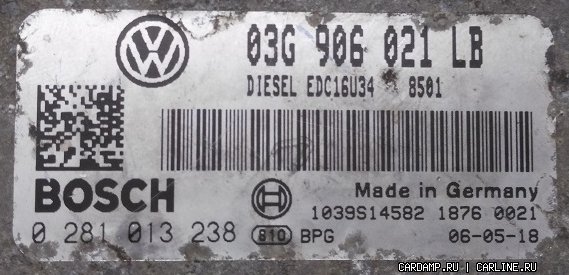 03G 906 021 LB
DIESEL EDC16U34 8501
BOSCH
Made in Germany
1039S14582 1876 0021
0 281 013 238 810 BPG 06-05-18
CARDAMP.RU | CARLINE.RU